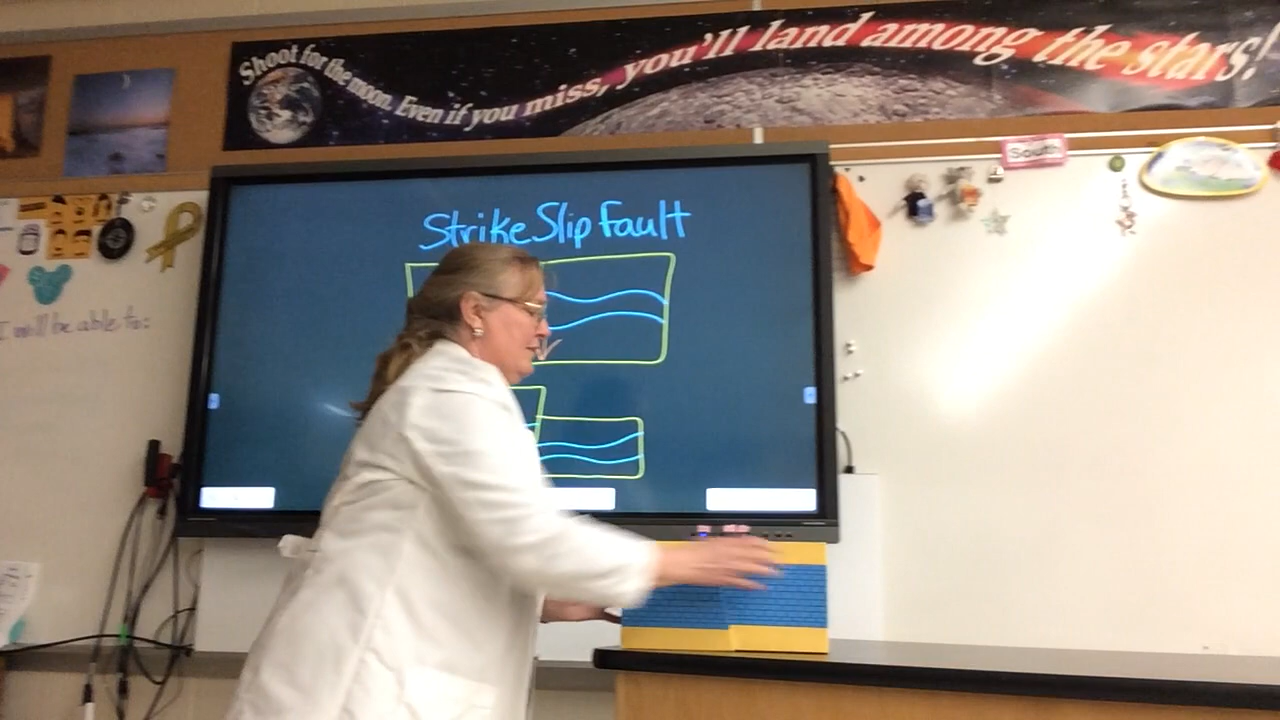 Shoot for the moon. Even if you miss, you'll land among the stars!
South
Strike Slip Fault
I will be able to: